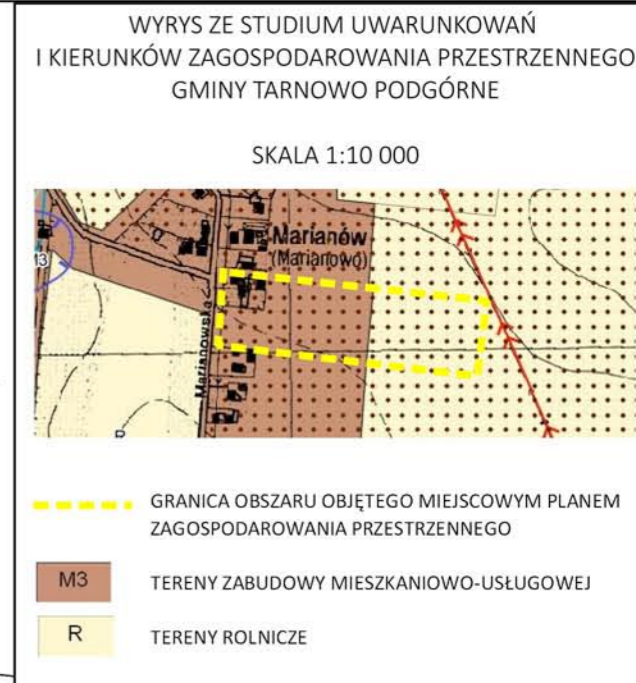 WYRYS ZE STUDIUM UWARUNKOWAŃ
I KIERUNKÓW ZAGOSPODAROWANIA PRZESTRZENNEGO
GMINY TARNOWO PODGÓRNE
SKALA 1:10 000
Marianów
(Marianowo)
13
Marianowska
R
GRANICA OBSZARU OBJĘTEGO MIEJSCOWYM PLANEM
ZAGOSPODAROWANIA PRZESTRZENNEGO
M3 TERENY ZABUDOWY MIESZKANIOWO-USŁUGOWEJ
R TERENY ROLNICZE